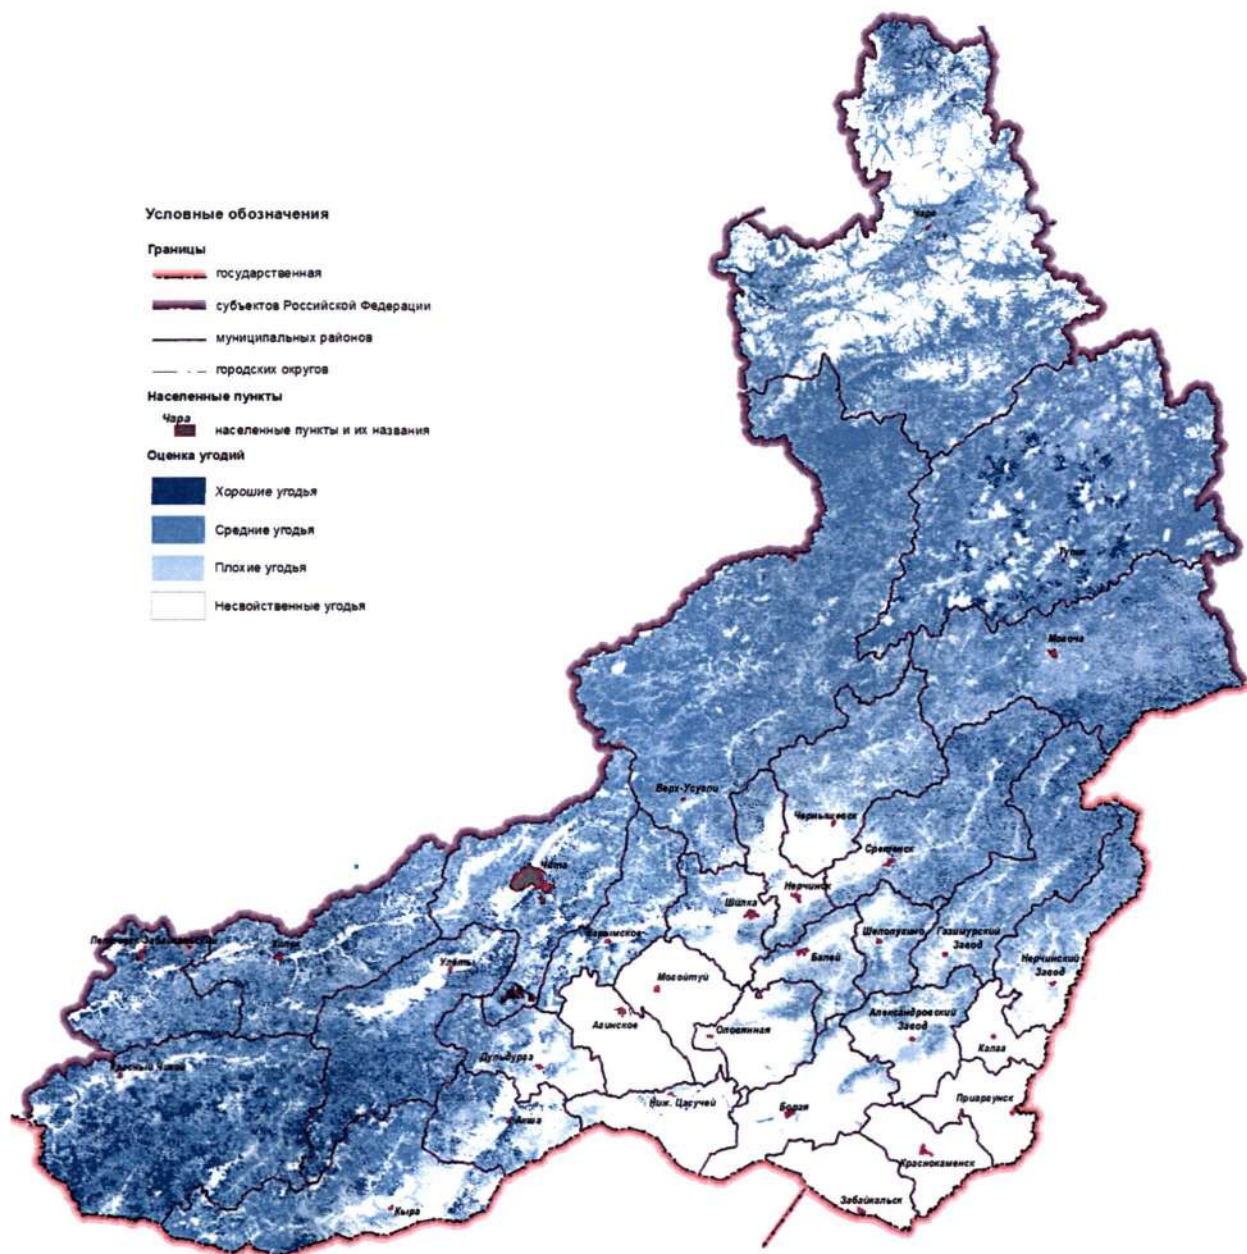 Условные обозначения
Границы
государственная
субъектов Российской Федерации
муниципальных районов
городских округов
Населенные пункты
Чара
населенные пункты и их названия
Оценка угодий
Хорошие угодья
Средние угодья
Плохие угодья
Несвойственные угодья
Чара
Тупик
Могоча
Верх-Усугли
Чернышевск
Сретенск
Чита
Нерчинск
Шилка
Шелопугино
Газимурский
Завод
Балей
Нерчинский
Завод
Хилок
Улёты
Могойтуй
Александровский
Завод
Агинское
Оловянная
Калга
Дульдурга
Красный Чикой
Ниж. Цасучей
Борзя
Приаргунск
Акша
Краснокаменск
Забайкальск
Кыра